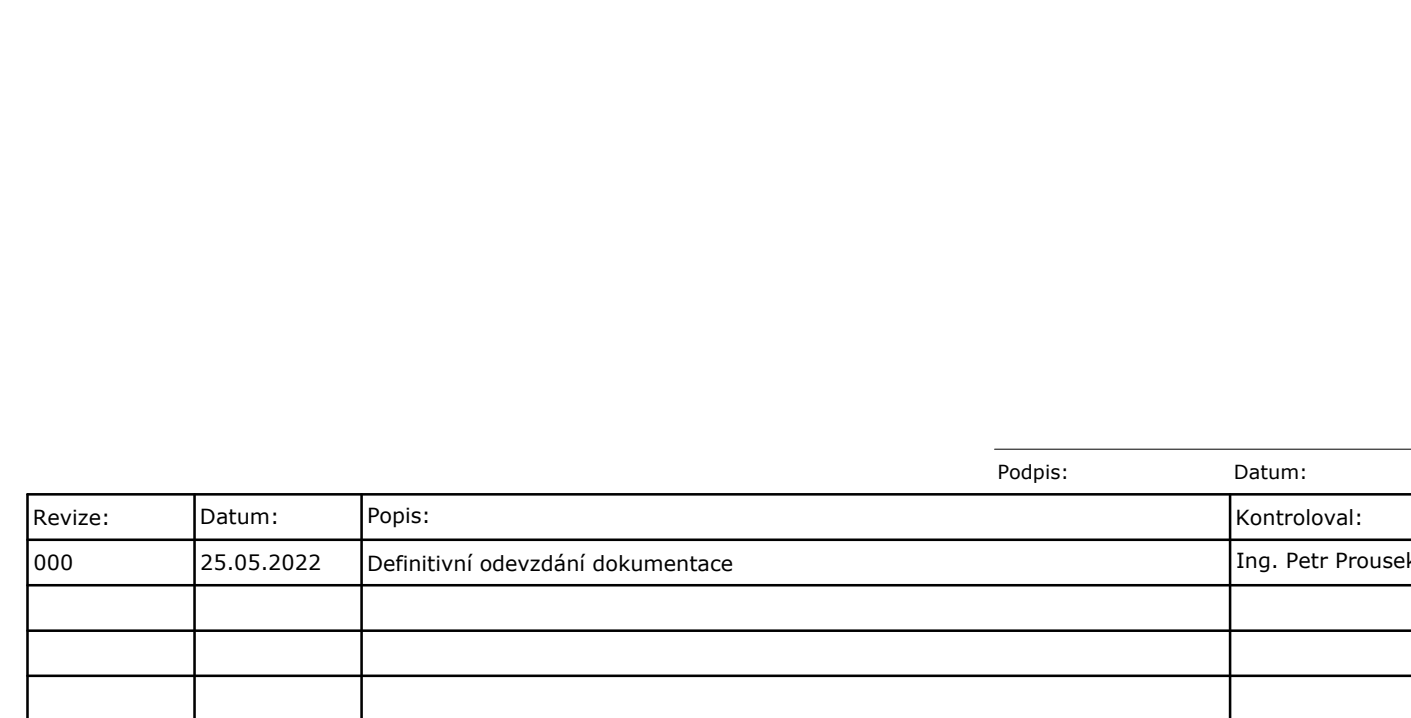 Podpis: Datum:
Revize: Datum: Popis: Kontroloval:
000 25.05.2022 Definitivní odevzdání dokumentace Ing. Petr Prousek